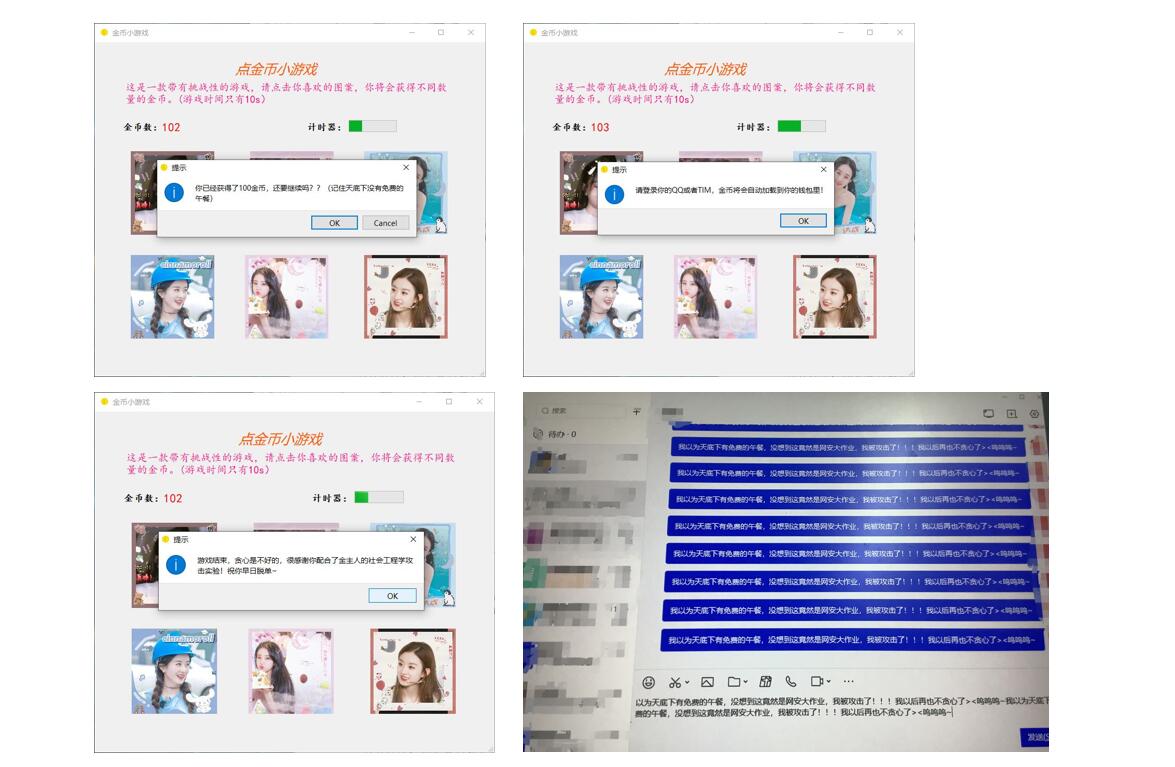 金币小游戏
点金币小游戏
这是一款带有挑战性的游戏，请点击你喜欢的图案，你将会获得不同数
量的金币。(游戏时间只有10s)
金币数：102
计时器：
提示
你已经获得了100金币，还要继续吗？？（记住天底下没有免费的
午餐）
OK
Cancel
cinnamoroll
金币小游戏
点金币小游戏
这是一款带有挑战性的游戏，请点击你喜欢的图案，你将会获得不同数
量的金币。(游戏时间只有10s)
金币数：103
计时器：
提示
请登录你的QQ或者TIM，金币将会自动加载到你的钱包里！
OK
cinnamoroll
金币小游戏
点金币小游戏
这是一款带有挑战性的游戏，请点击你喜欢的图案，你将会获得不同数
量的金币。(游戏时间只有10s)
金币数：102
计时器：
提示
游戏结束，贪心是不好的，很感谢你配合了金主人的社会工程学攻
击实验！祝你早日脱单~
OK
cinnamoroll
搜索
待办 · 0
我以为天底下有免费的午餐，没想到这竟然是网安大作业，我被攻击了！！！我以后再也不贪心了><呜呜呜~
我以为天底下有免费的午餐，没想到这竟然是网安大作业，我被攻击了！！！我以后再也不贪心了><呜呜呜~
我以为天底下有免费的午餐，没想到这竟然是网安大作业，我被攻击了！！！我以后再也不贪心了><呜呜呜~
我以为天底下有免费的午餐，没想到这竟然是网安大作业，我被攻击了！！！我以后再也不贪心了><呜呜呜~
我以为天底下有免费的午餐，没想到这竟然是网安大作业，我被攻击了！！！我以后再也不贪心了><呜呜呜~
我以为天底下有免费的午餐，没想到这竟然是网安大作业，我被攻击了！！！我以后再也不贪心了><呜呜呜~
我以为天底下有免费的午餐，没想到这竟然是网安大作业，我被攻击了！！！我以后再也不贪心了><呜呜呜~
我以为天底下有免费的午餐，没想到这竟然是网安大作业，我被攻击了！！！我以后再也不贪心了><呜呜呜~
以为天底下有免费的午餐，没想到这竟然是网安大作业，我被攻击了！！！我以后再也不贪心了><呜呜呜~我以为天底下
费的午餐，没想到这竟然是网安大作业，我被攻击了！！！我以后再也不贪心了><呜呜呜~
发送(S